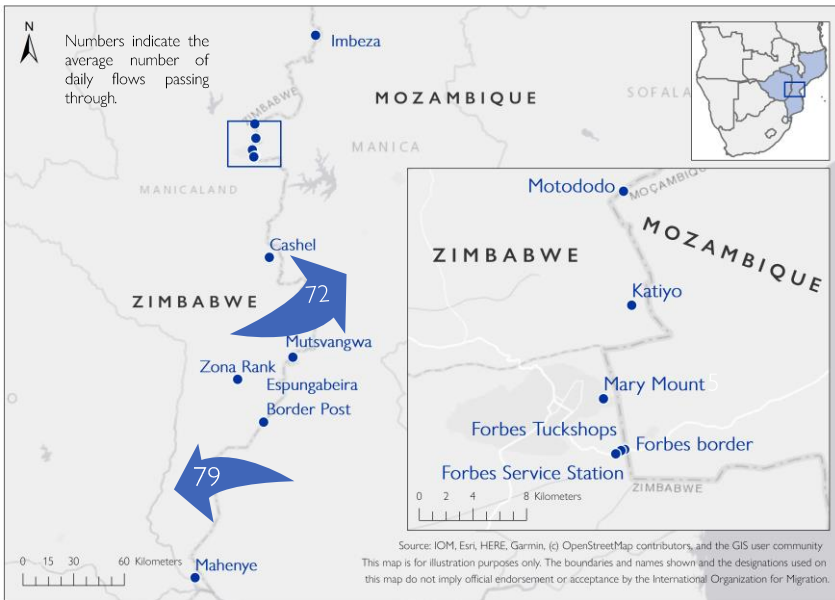 N
Numbers indicate the
average number of
daily flows passing
through.
Imbeza
ZIMBABWE
MOZAMBIQUE
SOFALA
MANICA
MANICALAND
Cashel
ZIMBABWE
72
Mutsvangwa
Zona Rank
Espungabeira
Border Post
79
Mahenye
0 15 30 60 Kilometers
Motododo
MOÇAMBIQU
ZIMBABWE
MOZAMBIQUE
Katiyo
Mary Mount
5
Forbes Tuckshops
Forbes border
Forbes Service Station
ZIMBABWE
0 2 4 8 Kilometers
Source: IOM, Esri, HERE, Garmin, (c) OpenStreetMap contributors, and the GIS user community
This map is for illustration purposes only. The boundaries and names shown and the designations used on
this map do not imply official endorsement or acceptance by the International Organization for Migration.